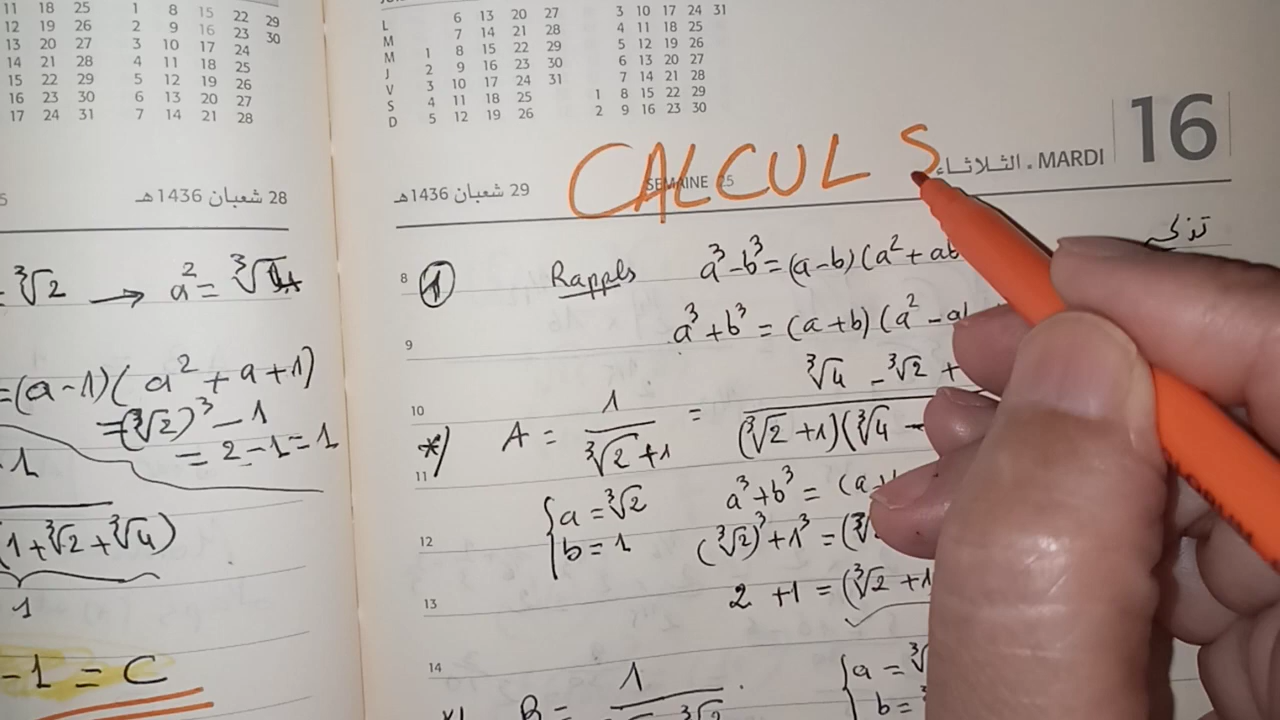 11 18 25 1 8 15 22 29
12 19 26 2 9 16 23 30
13 20 27 3 10 17 24
14 21 28 4 11 18 25
15 22 29 5 12 19 26
16 23 30 6 13 20 27
17 24 31 7 14 21 28
28 شعبان 1436هـ
= ∛2 → a² = ∛4
= (a-1)(a² + a + 1)
= (∛2)³ - 1
= 2 - 1 = 1
1
(1 + ∛2 + ∛4)
1
-1 = C
L 6 13 20 27 3 10 17 24 31
M 7 14 21 28 4 11 18 25
M 1 8 15 22 29 5 12 19 26
J 2 9 16 23 30 6 13 20 27
V 3 10 17 24 31 7 14 21 28
S 4 11 18 25 1 8 15 22 29
D 5 12 19 26 2 9 16 23 30
CALCULS
29 شعبان 1436هـ SEMAINE 25 الثلاثاء . MARDI 16
8 ① Rappels a³ - b³ = (a-b)(a² + ab
9 a³ + b³ = (a+b)(a² - a
∛4 - ∛2 +
10 *) A = 1/(∛2 + 1) = (∛2 + 1)(∛4 -
11 { a = ∛2 a³ + b³ = (a
12 b = 1 (∛2)³ + 1³ = (
13 2 + 1 = (∛2 + 1
14 1 { a = ∛
B = ∛2 b =